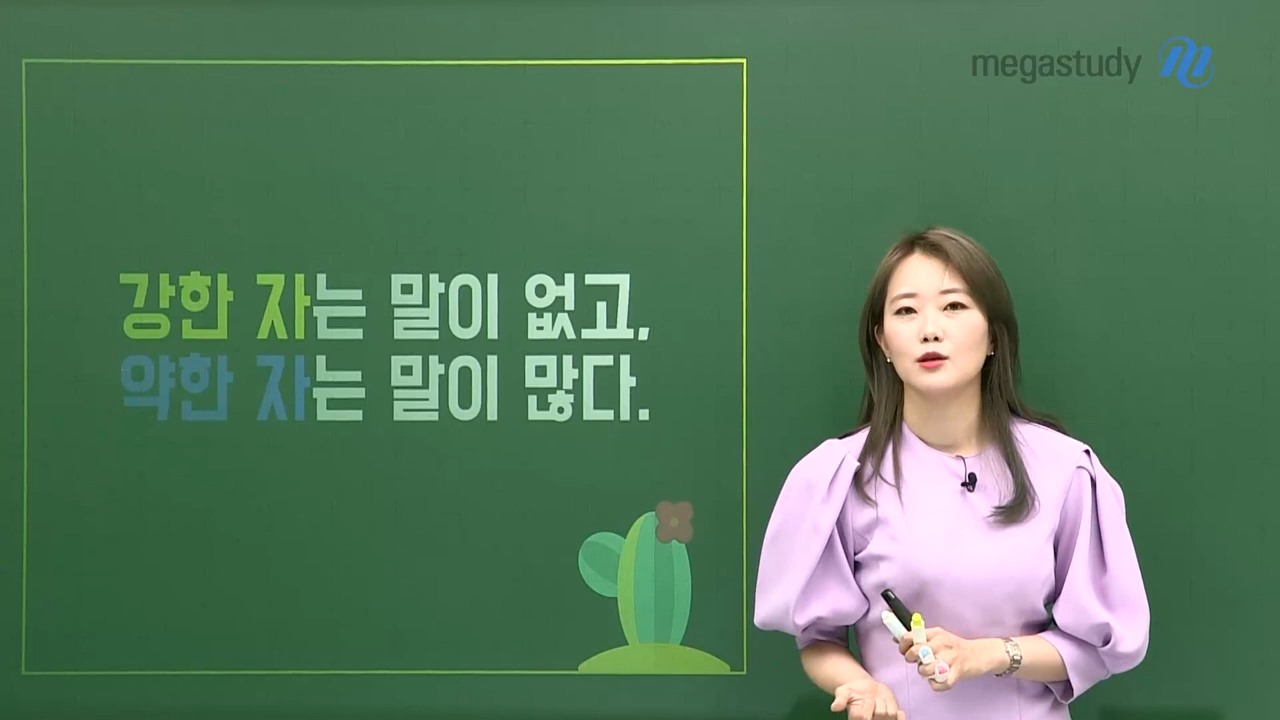 megastudy
강한 자는 말이 없고,
약한 자는 말이 많다.